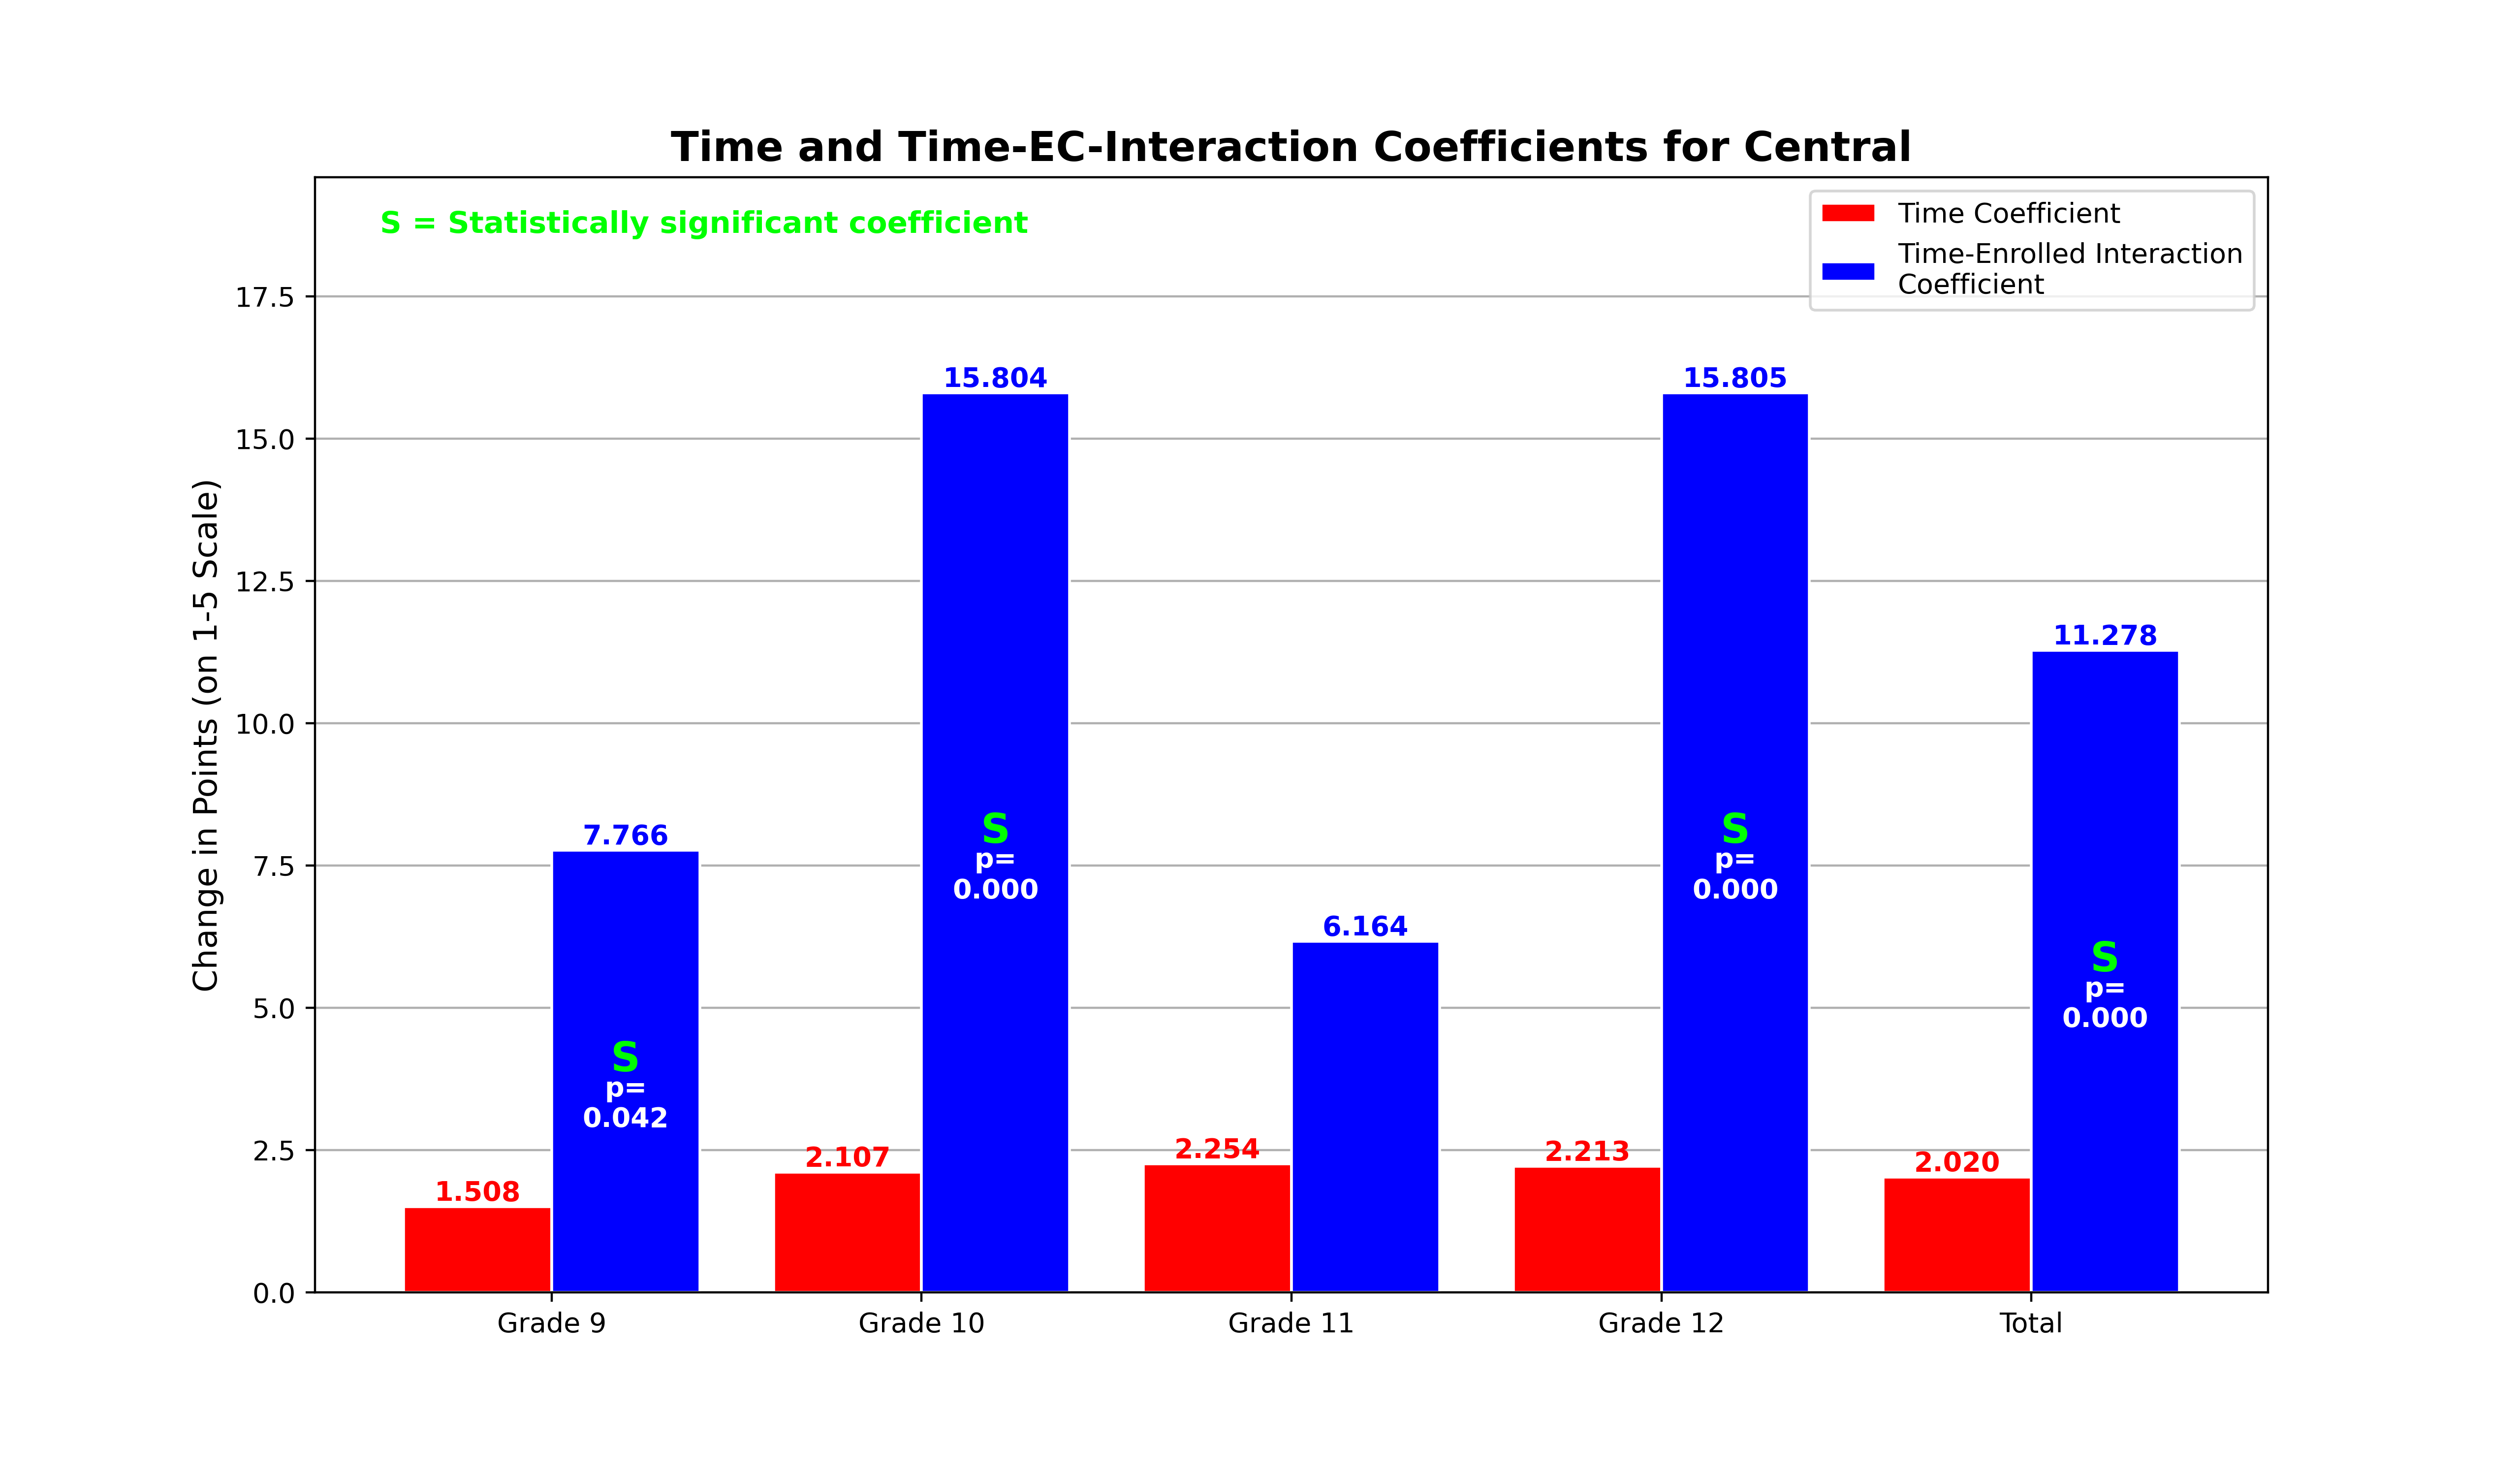 Time and Time-EC-Interaction Coefficients for Central
S = Statistically significant coefficient
Time Coefficient
Time-Enrolled Interaction
Coefficient
Change in Points (on 1-5 Scale)
17.5
15.0
12.5
10.0
7.5
5.0
2.5
0.0
1.508
7.766
S
p=
0.042
2.107
15.804
S
p=
0.000
2.254
6.164
2.213
15.805
S
p=
0.000
2.020
11.278
S
p=
0.000
Grade 9
Grade 10
Grade 11
Grade 12
Total